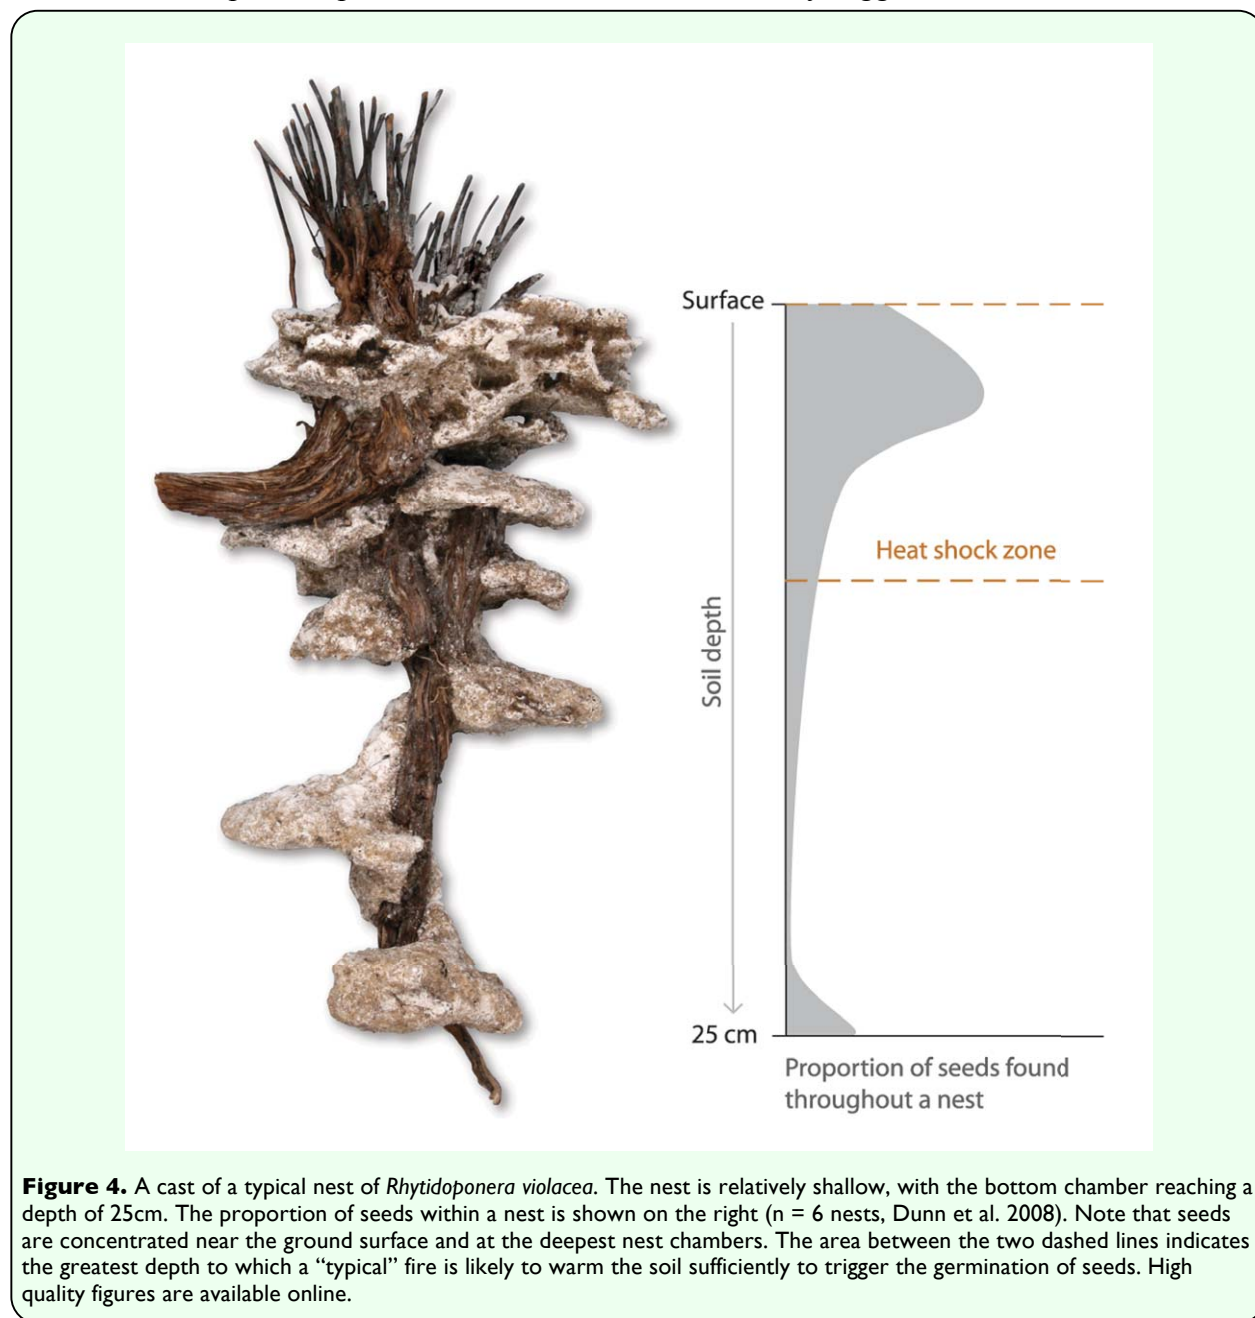 Surface
Heat shock zone
Soil depth
25 cm
Proportion of seeds found
throughout a nest
Figure 4. A cast of a typical nest of Rhytidoponera violacea. The nest is relatively shallow, with the bottom chamber reaching a
depth of 25cm. The proportion of seeds within a nest is shown on the right (n = 6 nests, Dunn et al. 2008). Note that seeds
are concentrated near the ground surface and at the deepest nest chambers. The area between the two dashed lines indicates
the greatest depth to which a “typical” fire is likely to warm the soil sufficiently to trigger the germination of seeds. High
quality figures are available online.